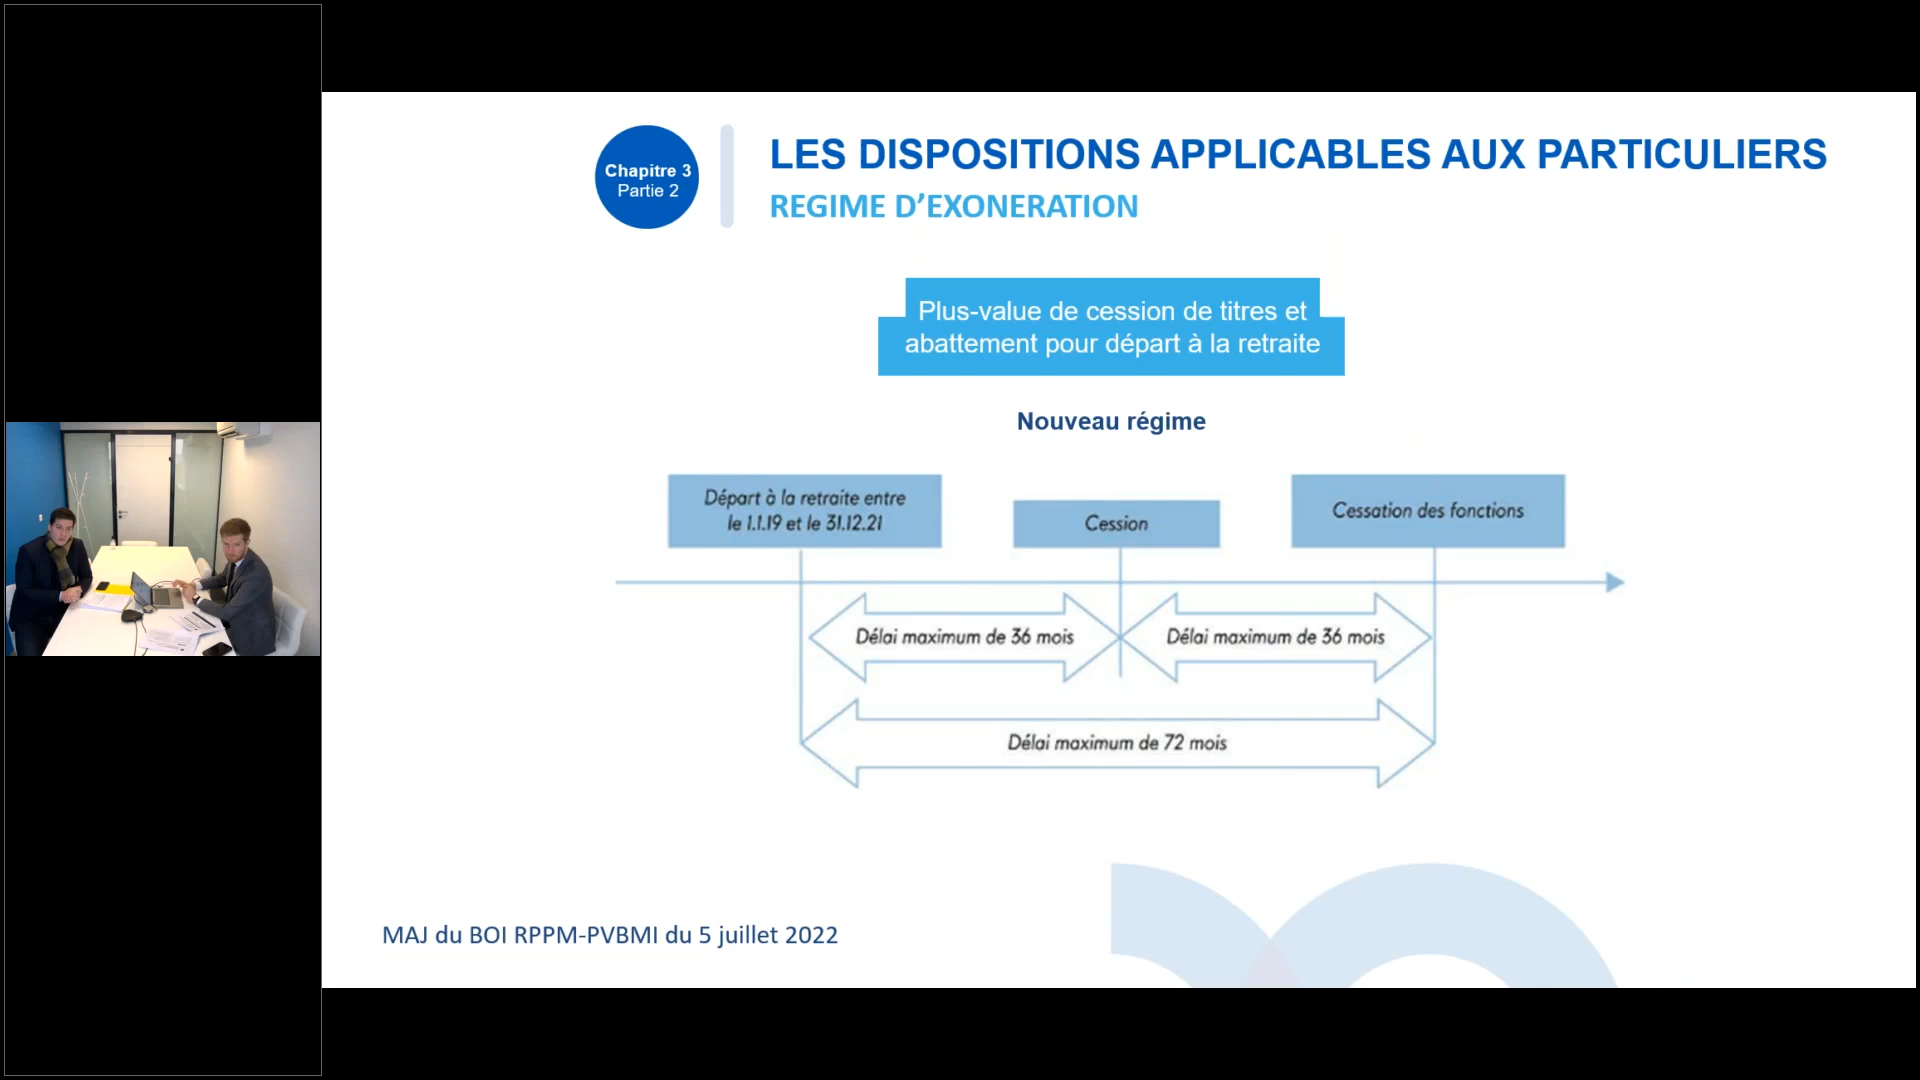 Chapitre 3
Partie 2
LES DISPOSITIONS APPLICABLES AUX PARTICULIERS
REGIME D’EXONERATION
Plus-value de cession de titres et
abattement pour départ à la retraite
Nouveau régime
Départ à la retraite entre
le 1.1.19 et le 31.12.21
Cession
Cessation des fonctions
Délai maximum de 36 mois
Délai maximum de 36 mois
Délai maximum de 72 mois
MAJ du BOI RPPM-PVBMI du 5 juillet 2022